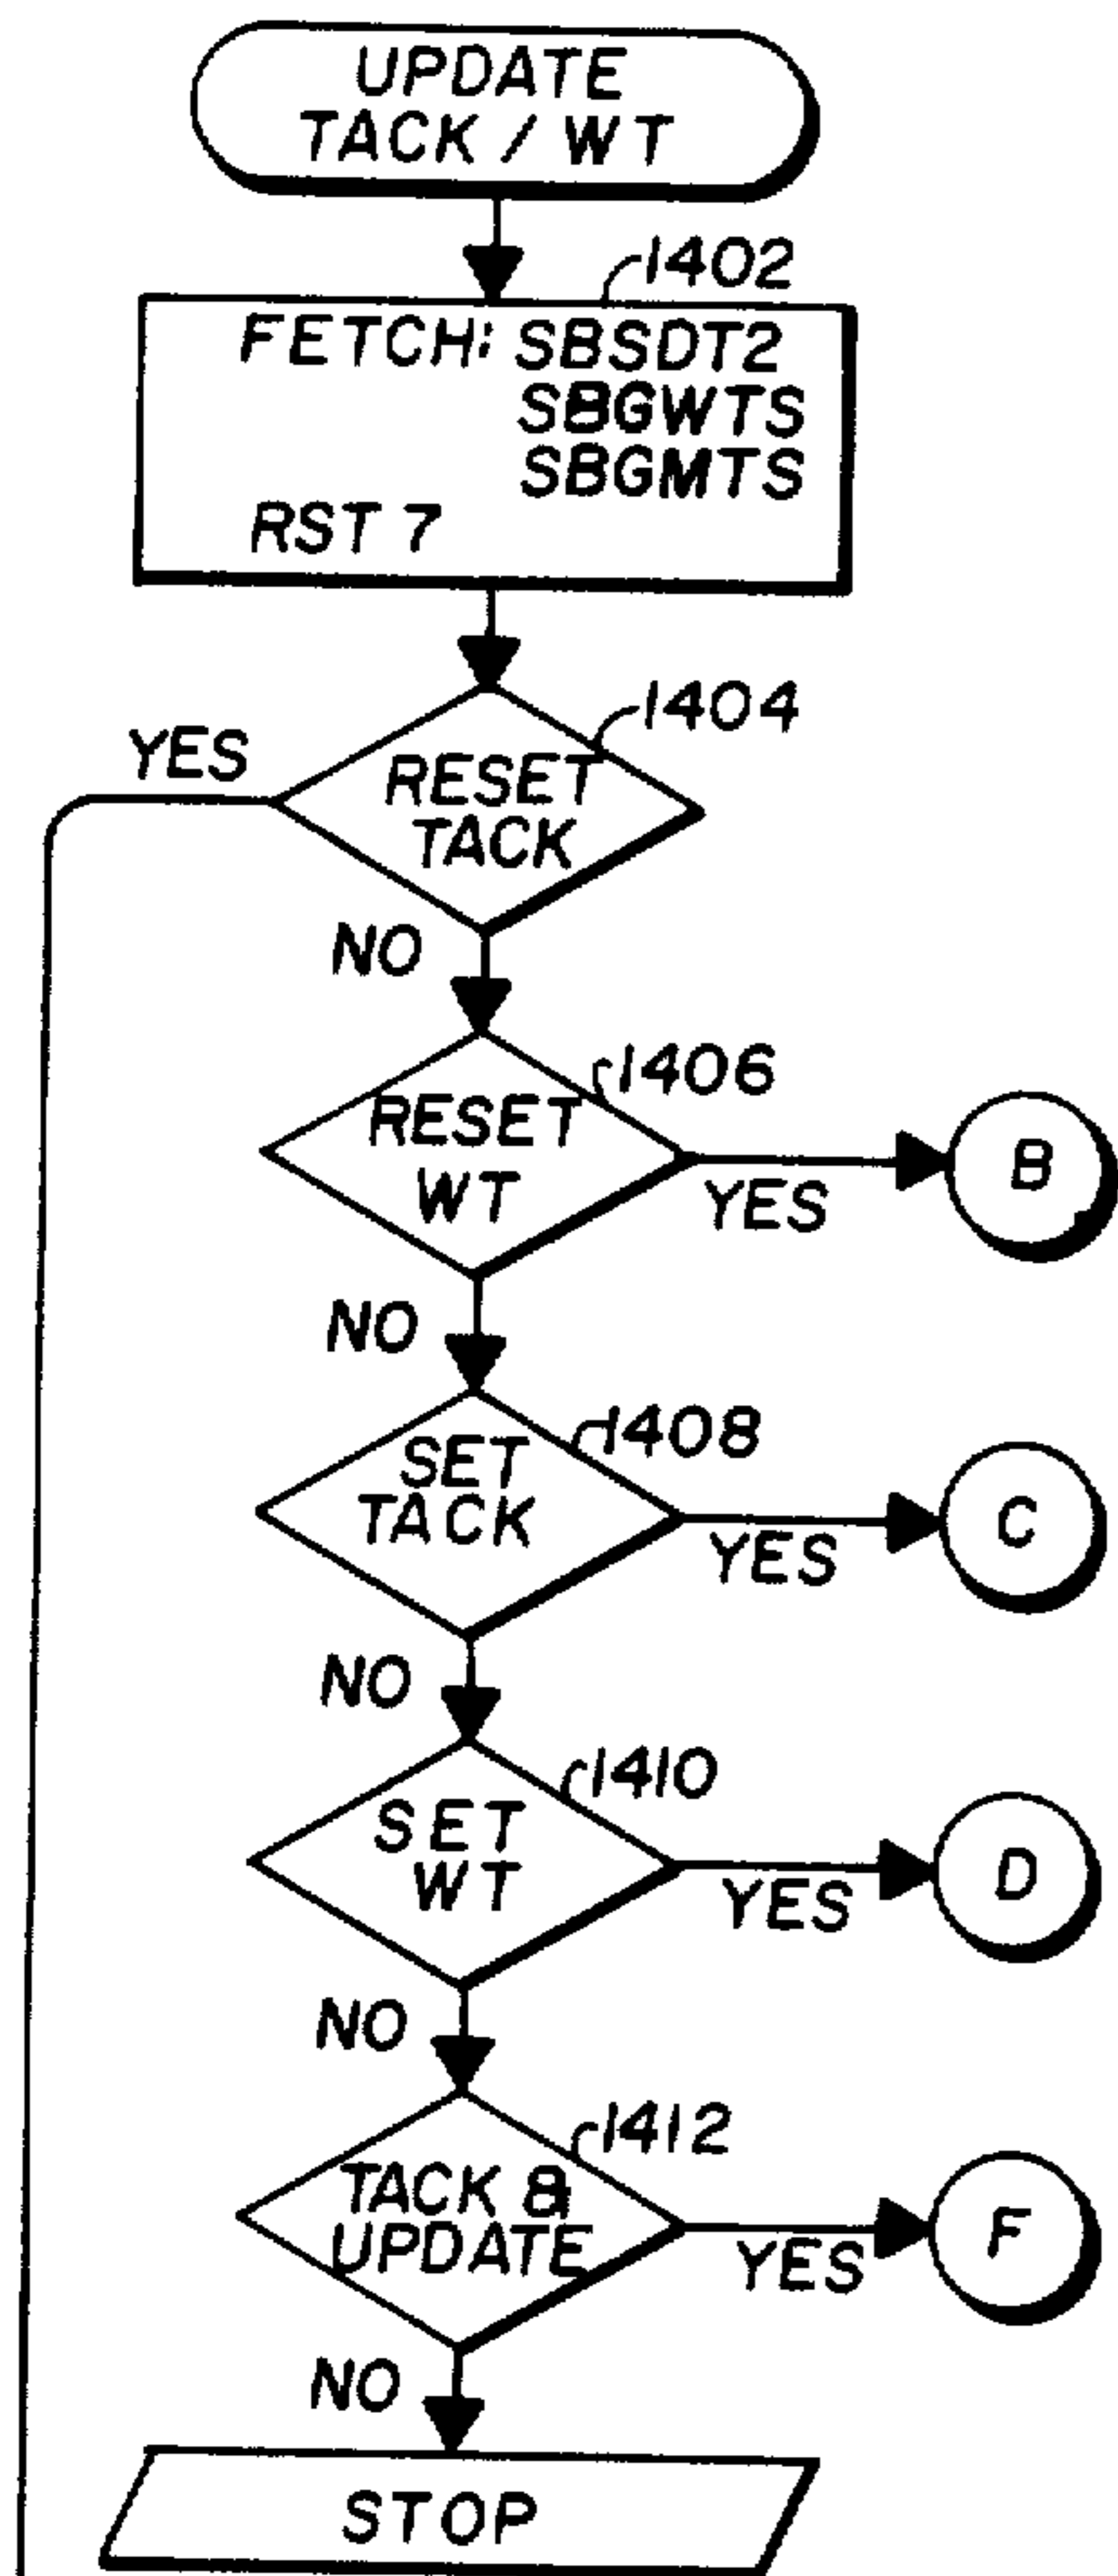 UPDATE
TACK / WT
1402
FETCH: SBSDT2
SBGWTS
SBGMTS
RST 7
1404
YES
RESET
TACK
NO
1406
RESET
WT
YES
B
NO
1408
SET
TACK
YES
C
NO
1410
SET
WT
YES
D
NO
1412
TACK &
UPDATE
YES
F
NO
STOP